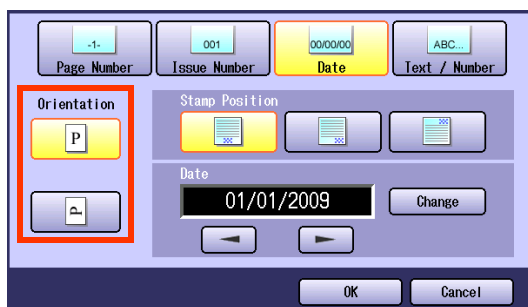 -1- 001 00/00/00 ABC...
Page Number Issue Number Date Text / Number
Orientation
Stamp Position
P
Date
01/01/2009 Change
P
OK Cancel